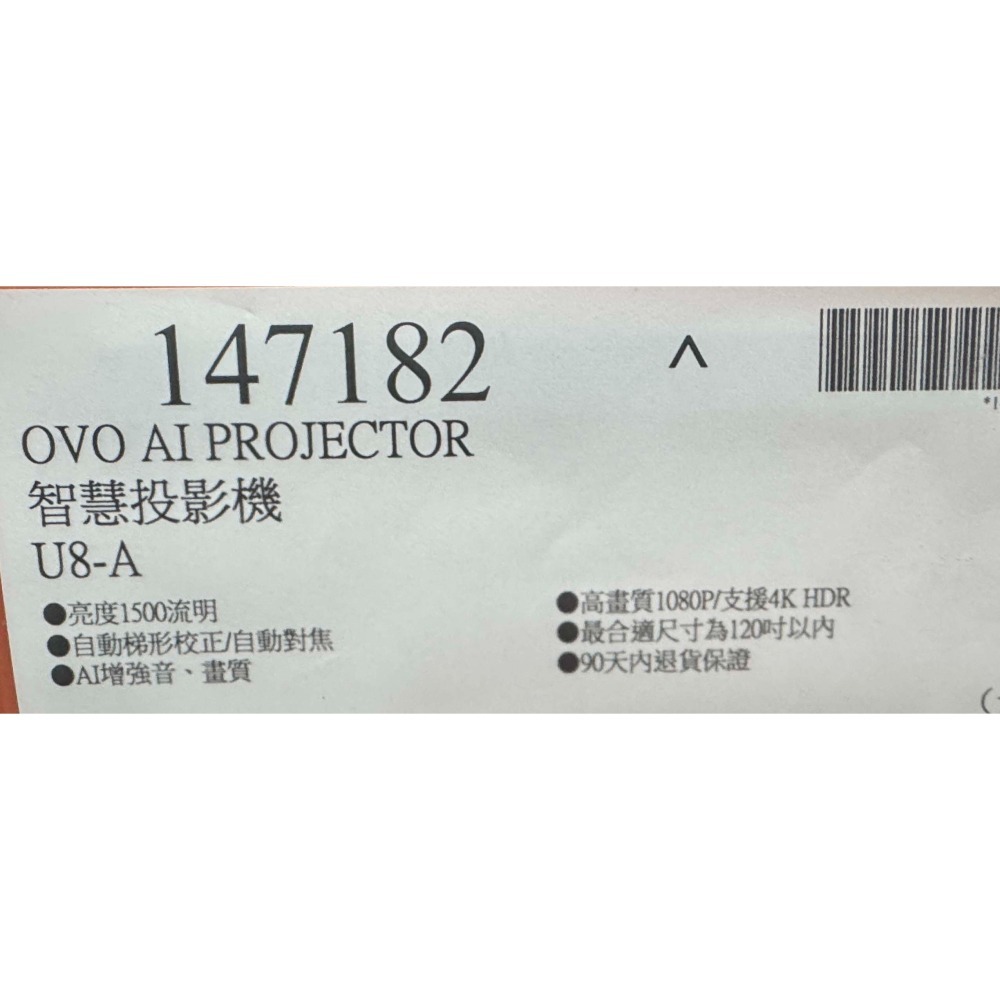 147182
^
OVO AI PROJECTOR
智慧投影機
U8-A
●亮度1500流明
●自動梯形校正/自動對焦
●AI增強音、畫質
●高畫質1080P/支援4K HDR
●最合適尺寸為120吋以內
●90天內退貨保證